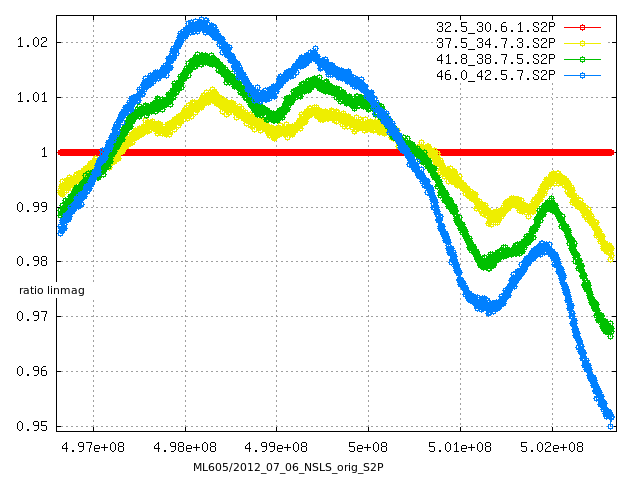 32.5_30.6.1.S2P
37.5_34.7.3.S2P
41.8_38.7.5.S2P
46.0_42.5.7.S2P
1.02
1.01
1
0.99
0.98
ratio linmag
0.97
0.96
0.95
4.97e+08 4.98e+08 4.99e+08 5e+08 5.01e+08 5.02e+08
ML605/2012_07_06_NSLS_orig_S2P